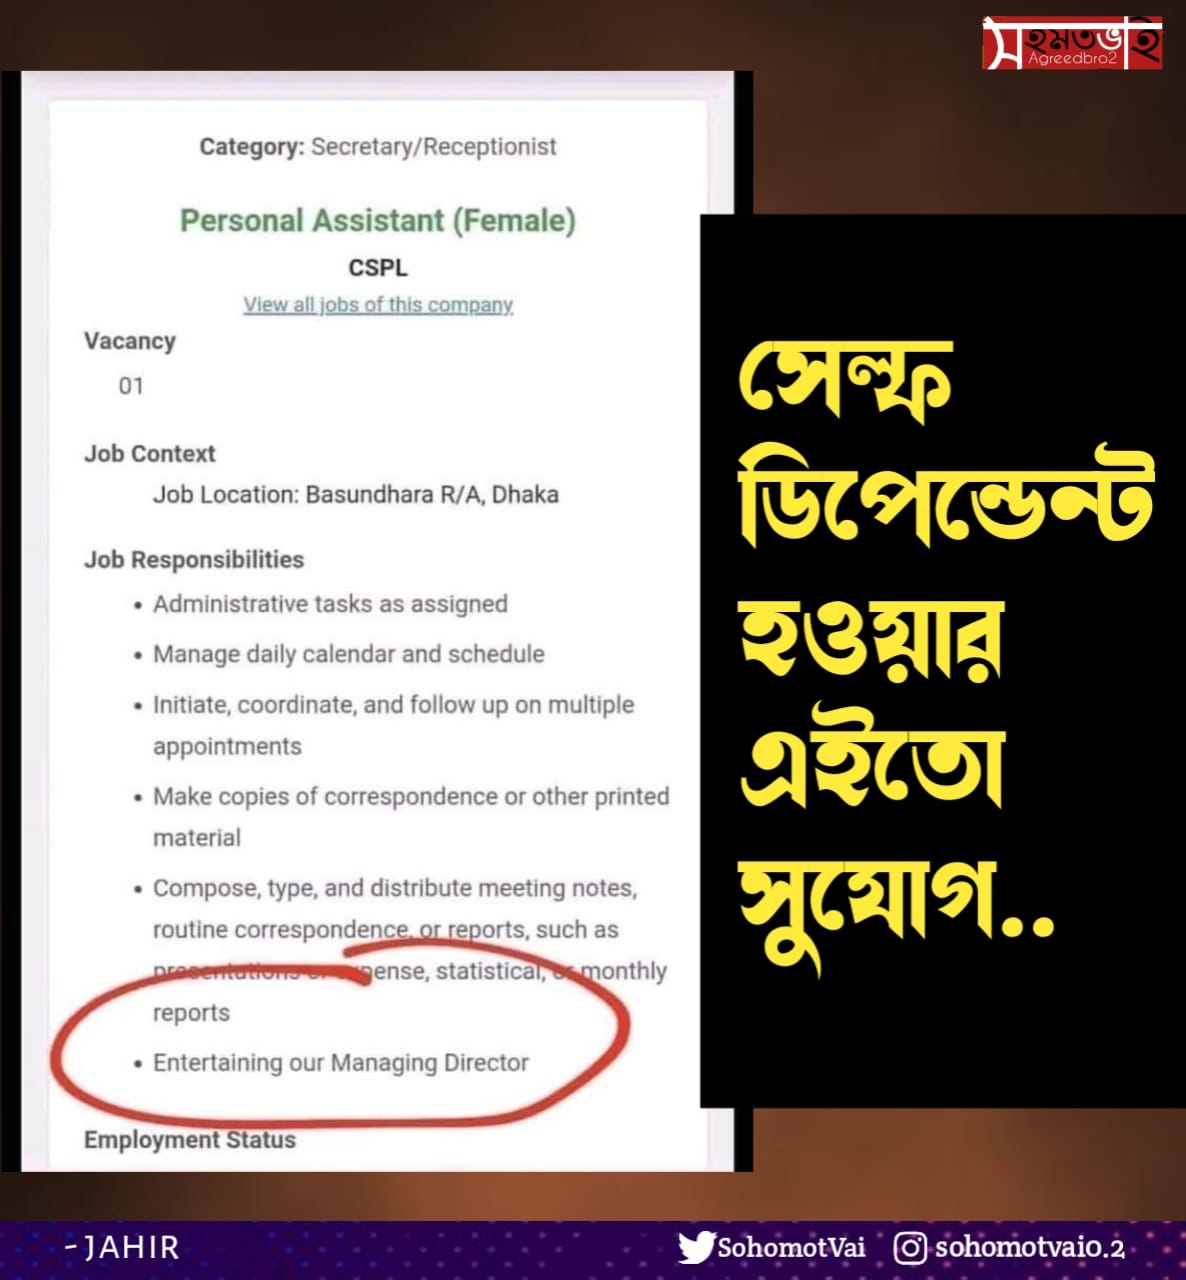 সহমতভাই
Agreedbro2
Category: Secretary/Receptionist
Personal Assistant (Female)
CSPL
View all jobs of this company
Vacancy
01
Job Context
Job Location: Basundhara R/A, Dhaka
Job Responsibilities
• Administrative tasks as assigned
• Manage daily calendar and schedule
• Initiate, coordinate, and follow up on multiple
appointments
• Make copies of correspondence or other printed
material
• Compose, type, and distribute meeting notes,
routine correspondence, or reports, such as
presentations or expense, statistical, or monthly
reports
• Entertaining our Managing Director
Employment Status
সেল্ফ
ডিপেন্ডেন্ট
হওয়ার
এইতো
সুযোগ..
-JAHIR
SohomotVai
sohomotvaio.2